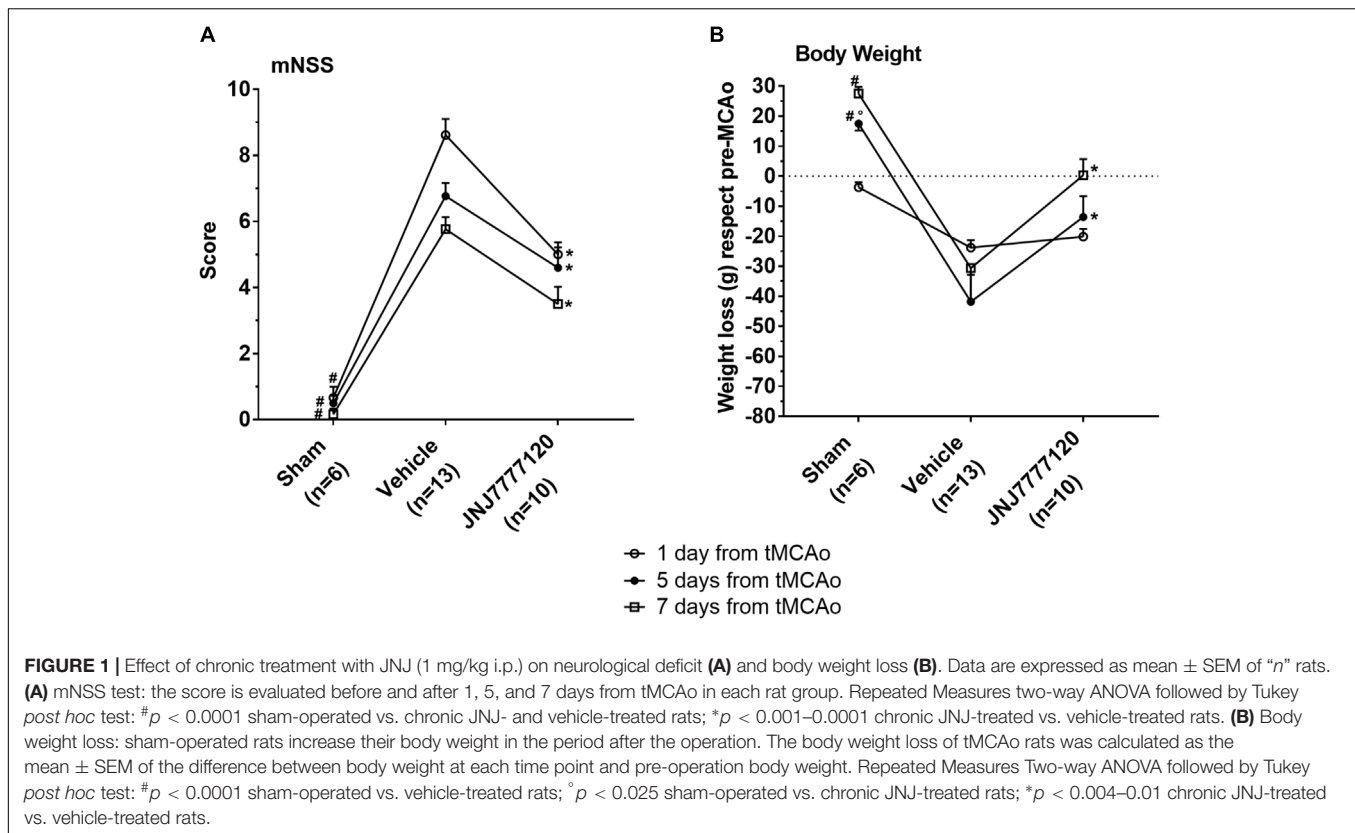 A
mNSS
10
8
6
4
2
0
Score
#
#
#
*
*
*
Sham
(n=6)
Vehicle
(n=13)
JNJ7777120
(n=10)
B
Body Weight
30
20
10
0
-10
-20
-30
-40
-50
-60
-70
-80
Weight loss (g) respect pre-MCAo
#
#°
*
*
Sham
(n=6)
Vehicle
(n=13)
JNJ7777120
(n=10)
1 day from tMCAo
5 days from tMCAo
7 days from tMCAo
FIGURE 1 | Effect of chronic treatment with JNJ (1 mg/kg i.p.) on neurological deficit (A) and body weight loss (B). Data are expressed as mean ± SEM of “n” rats.
(A) mNSS test: the score is evaluated before and after 1, 5, and 7 days from tMCAo in each rat group. Repeated Measures two-way ANOVA followed by Tukey
post hoc test: #p < 0.0001 sham-operated vs. chronic JNJ- and vehicle-treated rats; *p < 0.001–0.0001 chronic JNJ-treated vs. vehicle-treated rats. (B) Body
weight loss: sham-operated rats increase their body weight in the period after the operation. The body weight loss of tMCAo rats was calculated as the
mean ± SEM of the difference between body weight at each time point and pre-operation body weight. Repeated Measures Two-way ANOVA followed by Tukey
post hoc test: #p < 0.0001 sham-operated vs. vehicle-treated rats; °p < 0.025 sham-operated vs. chronic JNJ-treated rats; *p < 0.004–0.01 chronic JNJ-treated
vs. vehicle-treated rats.